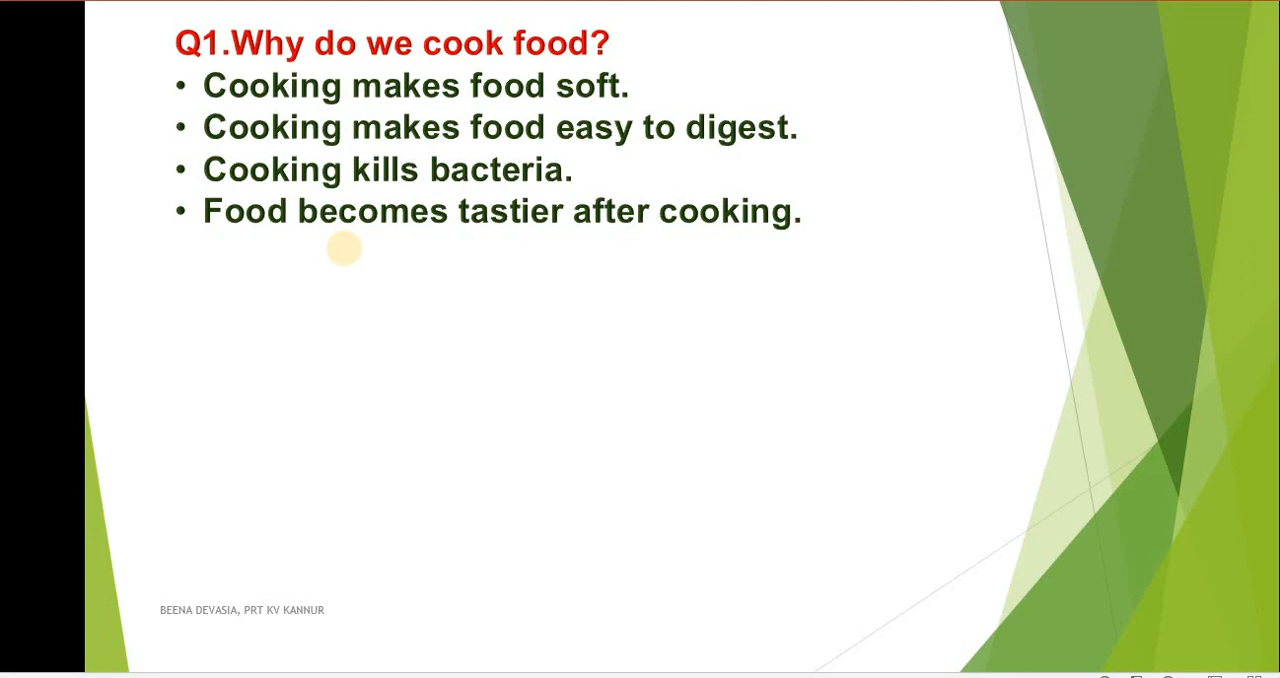 Q1.Why do we cook food?
• Cooking makes food soft.
• Cooking makes food easy to digest.
• Cooking kills bacteria.
• Food becomes tastier after cooking.
BEENA DEVASIA, PRT KV KANNUR